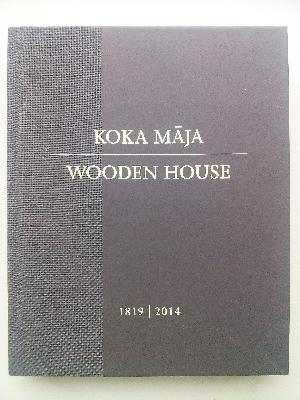 KOKA MĀJA
WOODEN HOUSE
1819 | 2014